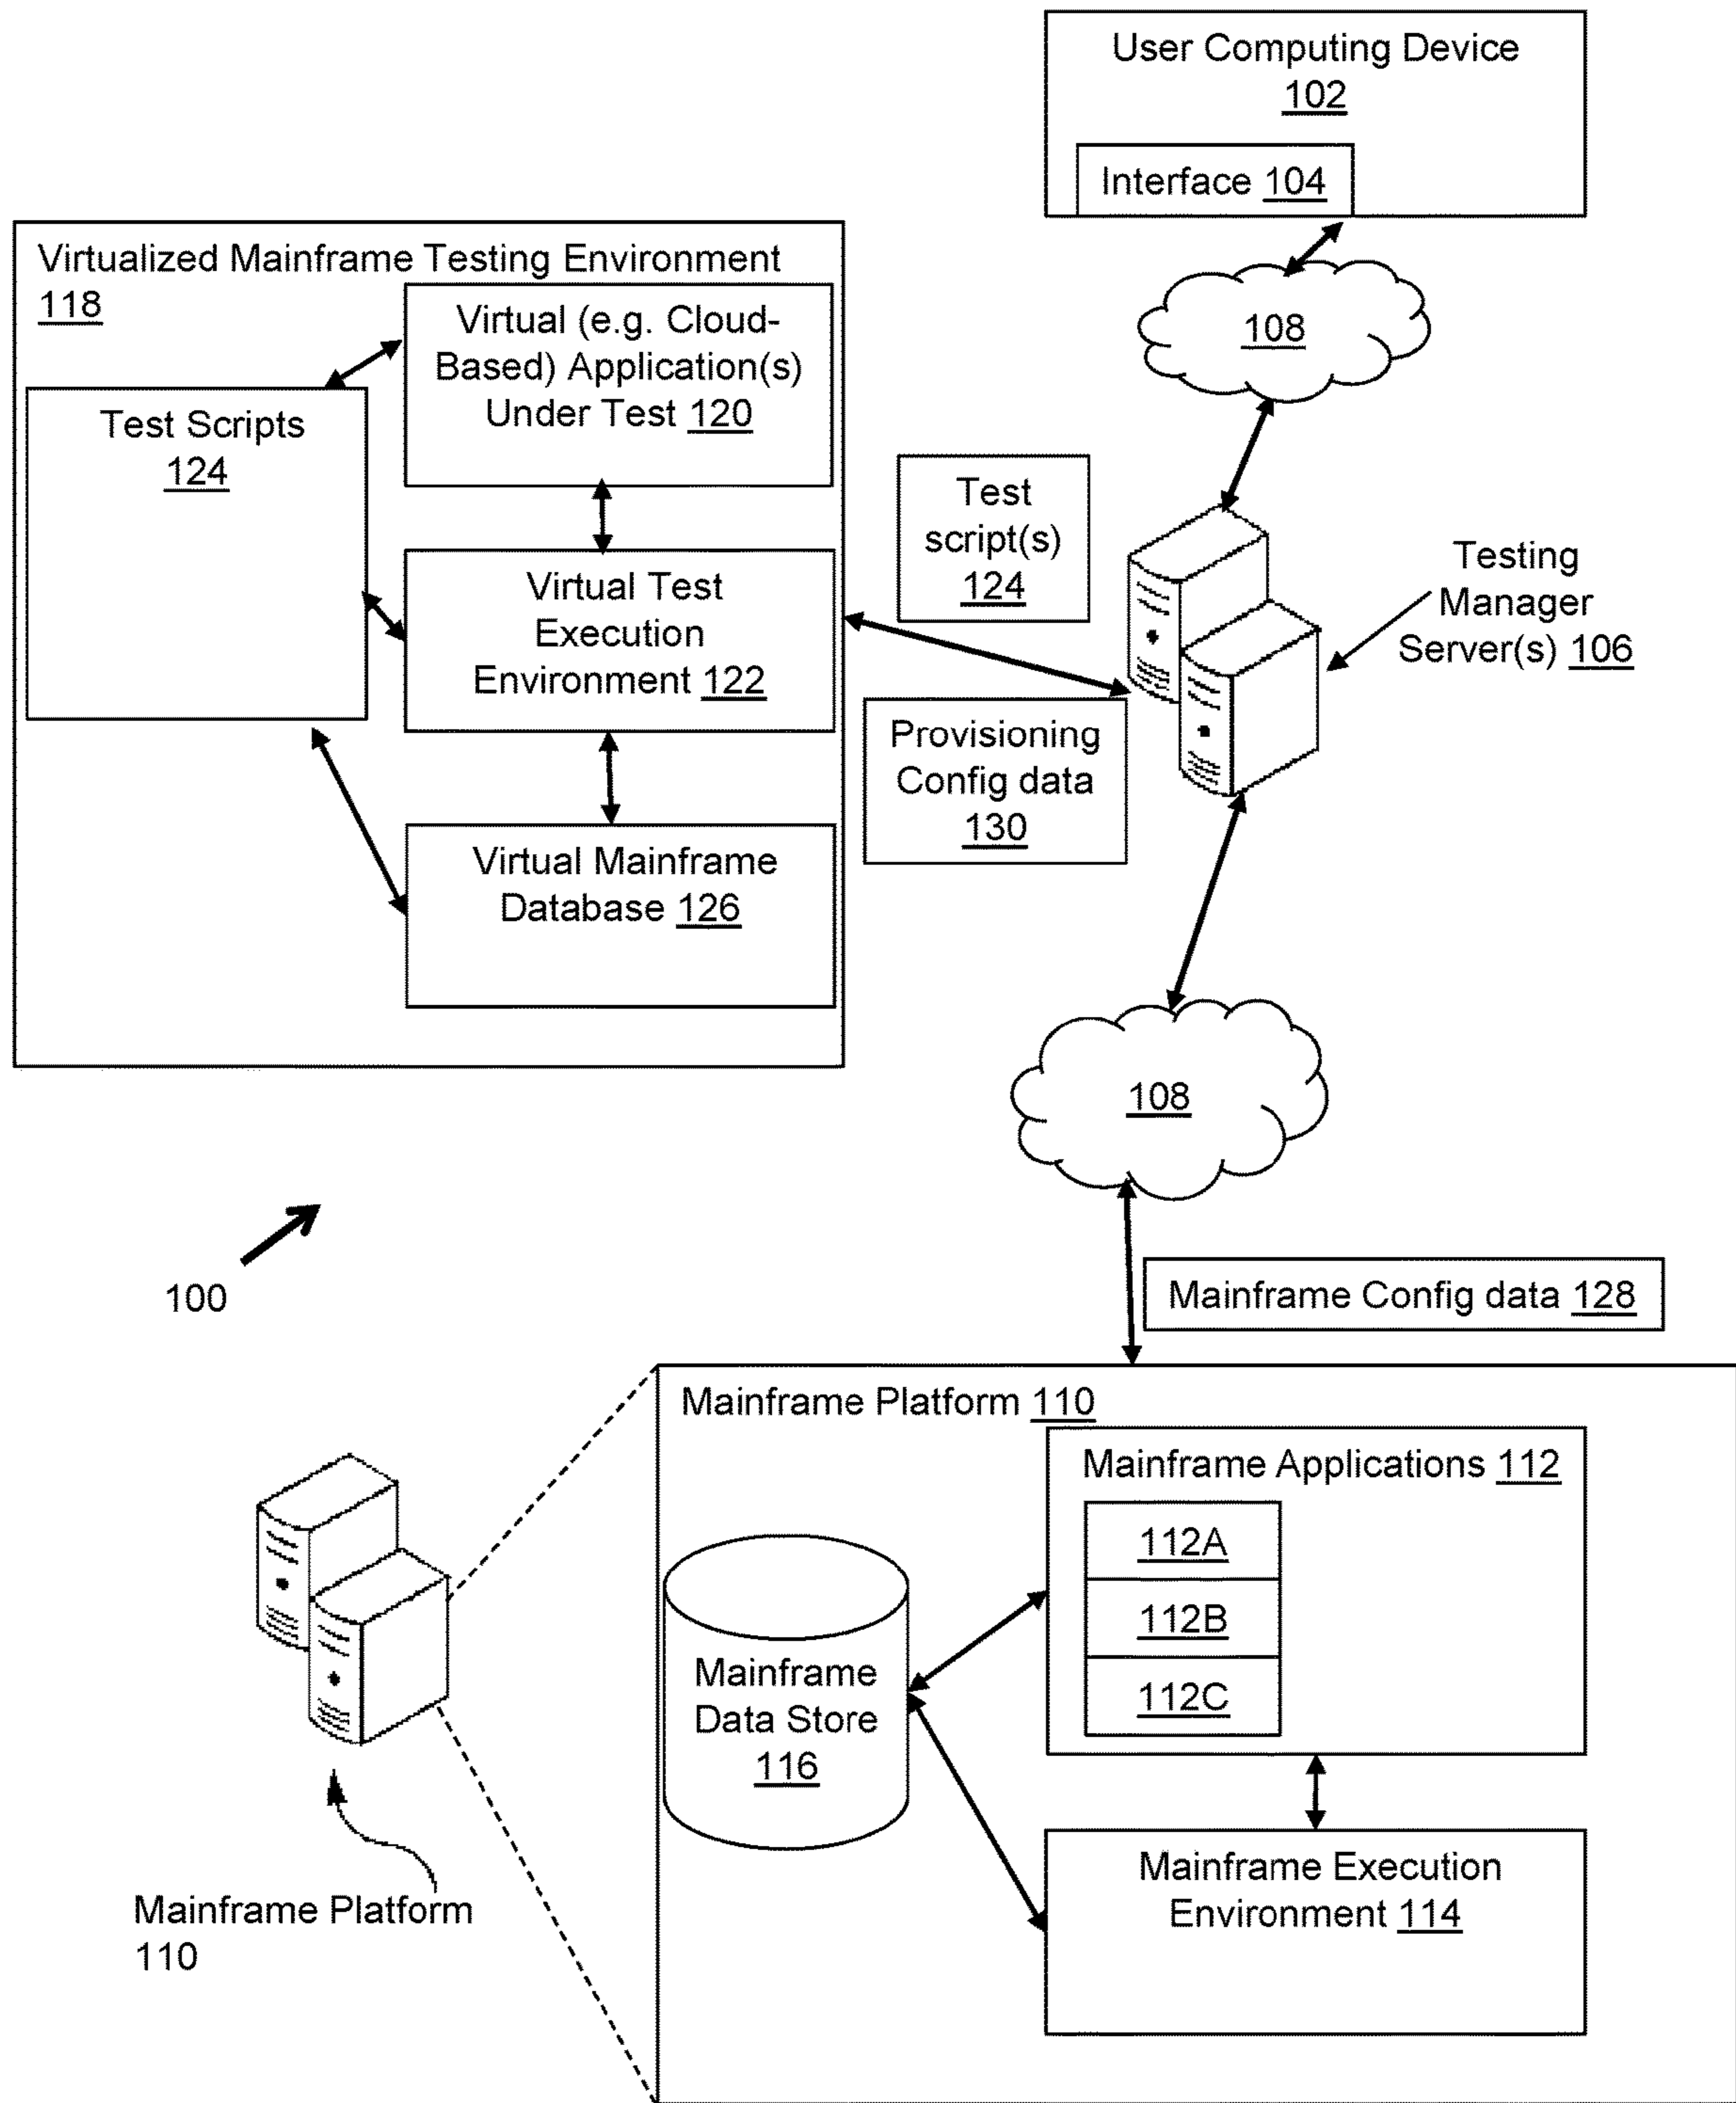 User Computing Device
102
Interface 104
108
Virtualized Mainframe Testing Environment
118
Virtual (e.g. Cloud-
Based) Application(s)
Under Test 120
Test Scripts
124
Virtual Test
Execution
Environment 122
Virtual Mainframe
Database 126
Test
script(s)
124
Provisioning
Config data
130
Testing
Manager
Server(s) 106
108
100
Mainframe Config data 128
Mainframe Platform 110
Mainframe Applications 112
112A
112B
112C
Mainframe
Data Store
116
Mainframe Execution
Environment 114
Mainframe Platform
110